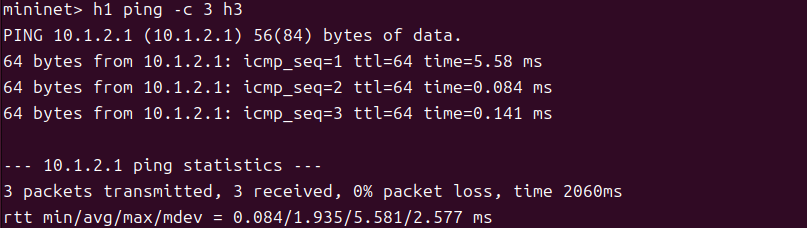 mininet> h1 ping -c 3 h3
PING 10.1.2.1 (10.1.2.1) 56(84) bytes of data.
64 bytes from 10.1.2.1: icmp_seq=1 ttl=64 time=5.58 ms
64 bytes from 10.1.2.1: icmp_seq=2 ttl=64 time=0.084 ms
64 bytes from 10.1.2.1: icmp_seq=3 ttl=64 time=0.141 ms
--- 10.1.2.1 ping statistics ---
3 packets transmitted, 3 received, 0% packet loss, time 2060ms
rtt min/avg/max/mdev = 0.084/1.935/5.581/2.577 ms